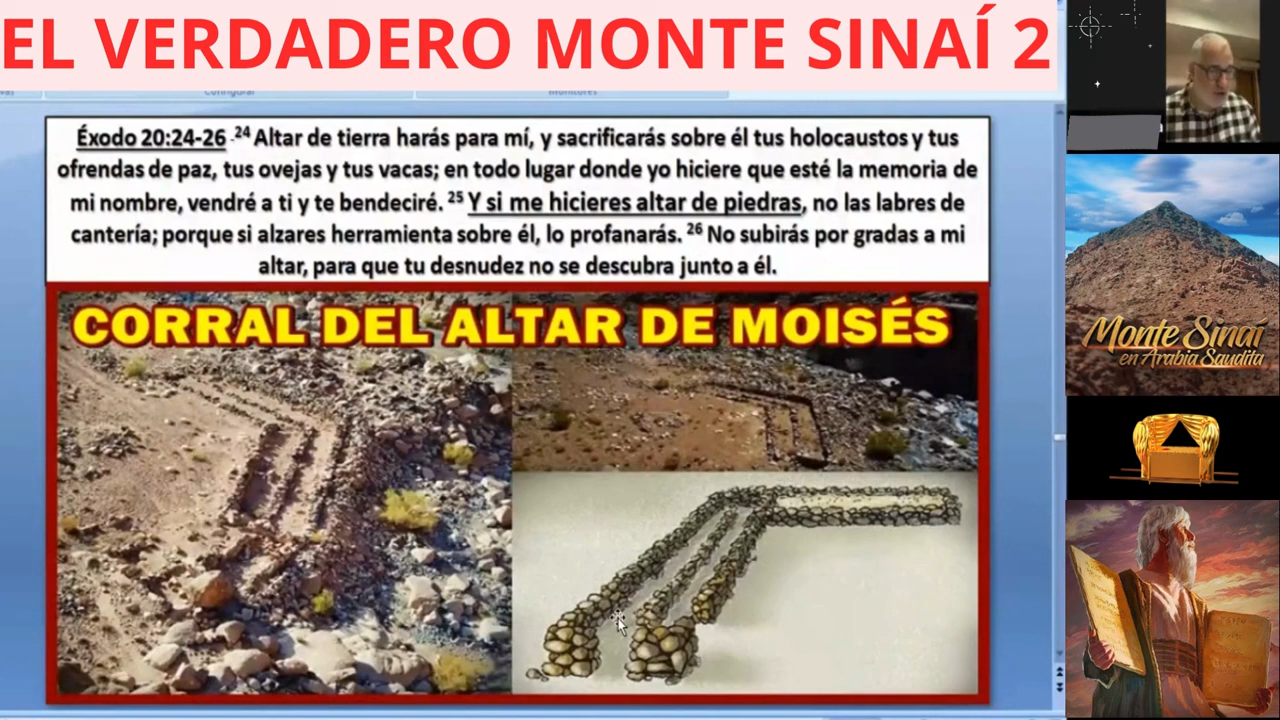 EL VERDADERO MONTE SINAÍ 2
Configurar
Monitores
Éxodo 20:24-26 .24 Altar de tierra harás para mí, y sacrificarás sobre él tus holocaustos y tus
ofrendas de paz, tus ovejas y tus vacas; en todo lugar donde yo hiciere que esté la memoria de
mi nombre, vendré a ti y te bendeciré. 25 Y si me hicieres altar de piedras, no las labres de
cantería; porque si alzares herramienta sobre él, lo profanarás. 26 No subirás por gradas a mi
altar, para que tu desnudez no se descubra junto a él.
CORRAL DEL ALTAR DE MOISÉS
Monte Sinaí
en Arabia Saudita